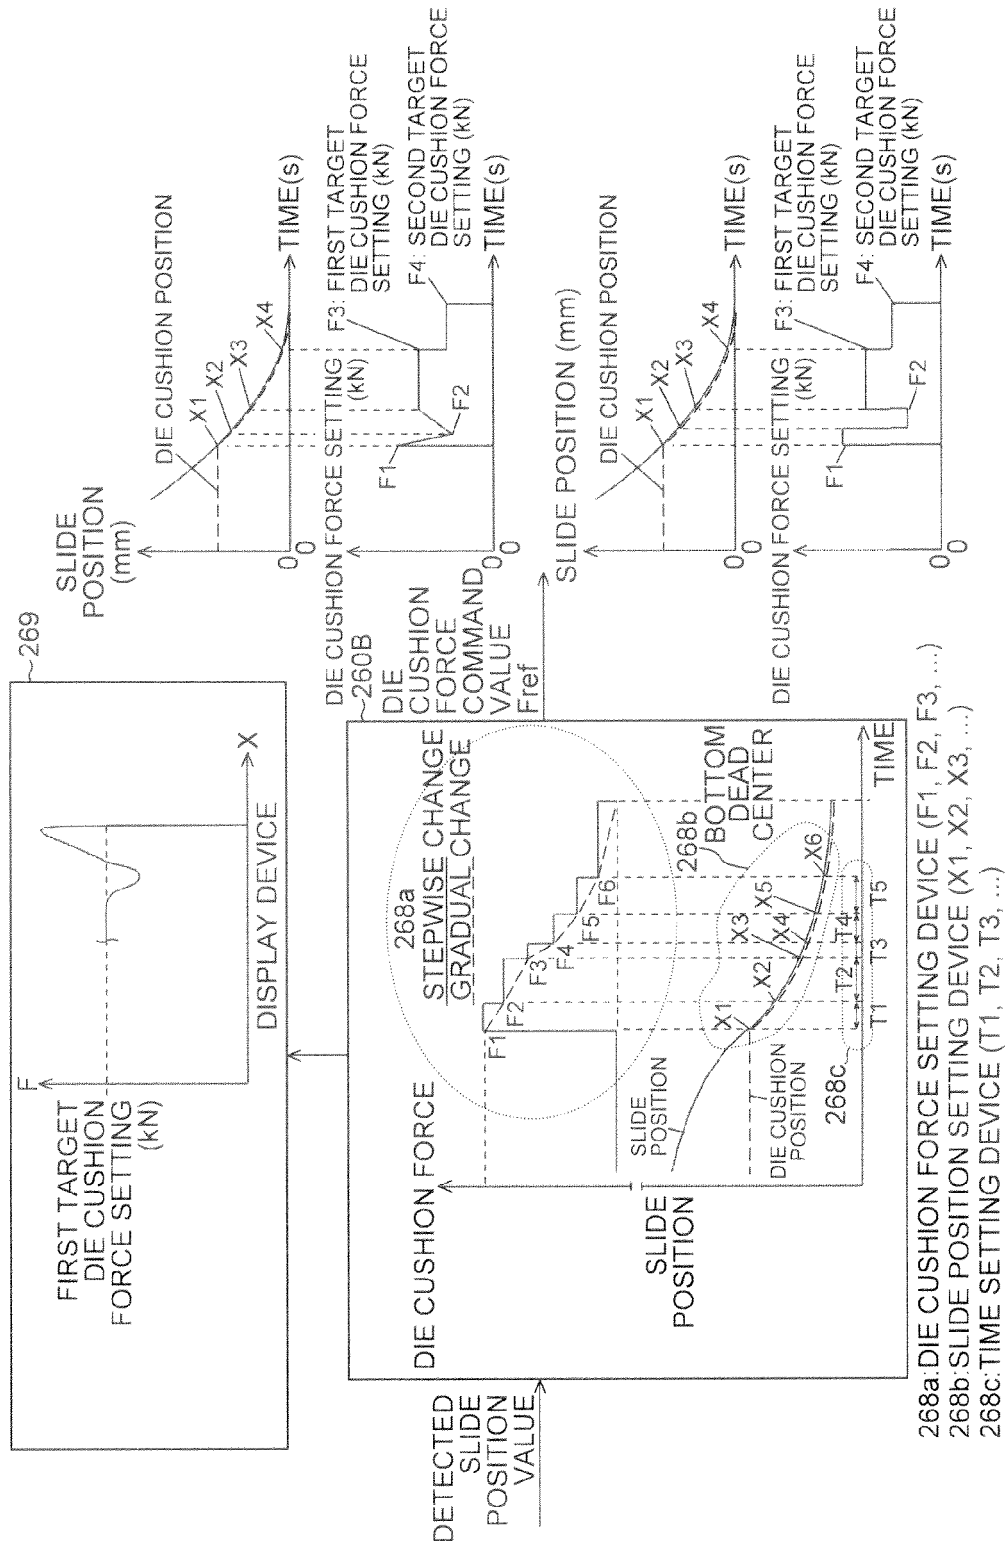 269
F
FIRST TARGET
DIE CUSHION
FORCE SETTING
(kN)
X
DISPLAY DEVICE
DETECTED
SLIDE
POSITION
VALUE
260B
DIE CUSHION FORCE
268a
STEPWISE CHANGE
GRADUAL CHANGE
F1
F2
F3
F4
F5
F6
SLIDE
POSITION
SLIDE
POSITION
DIE CUSHION
POSITION
268b
BOTTOM
DEAD
CENTER
X1
X2
X3
X4
X5
X6
268c
T1
T2
T3
T4
T5
TIME
DIE
CUSHION
FORCE
COMMAND
VALUE
Fref
SLIDE
POSITION
(mm)
DIE CUSHION POSITION
X1
X2
X3
X4
0
0
TIME(s)
DIE CUSHION FORCE SETTING
(kN)
F1
F2
F3: FIRST TARGET
DIE CUSHION FORCE
SETTING (kN)
F4: SECOND TARGET
DIE CUSHION FORCE
SETTING (kN)
0
0
TIME(s)
SLIDE POSITION (mm)
DIE CUSHION POSITION
X1
X2
X3
X4
0
0
TIME(s)
DIE CUSHION FORCE SETTING
(kN)
F1
F2
F3: FIRST TARGET
DIE CUSHION FORCE
SETTING (kN)
F4: SECOND TARGET
DIE CUSHION FORCE
SETTING (kN)
0
0
TIME(s)
268a:DIE CUSHION FORCE SETTING DEVICE (F1, F2, F3, ...)
268b:SLIDE POSITION SETTING DEVICE (X1, X2, X3, ...)
268c:TIME SETTING DEVICE (T1, T2, T3, ...)